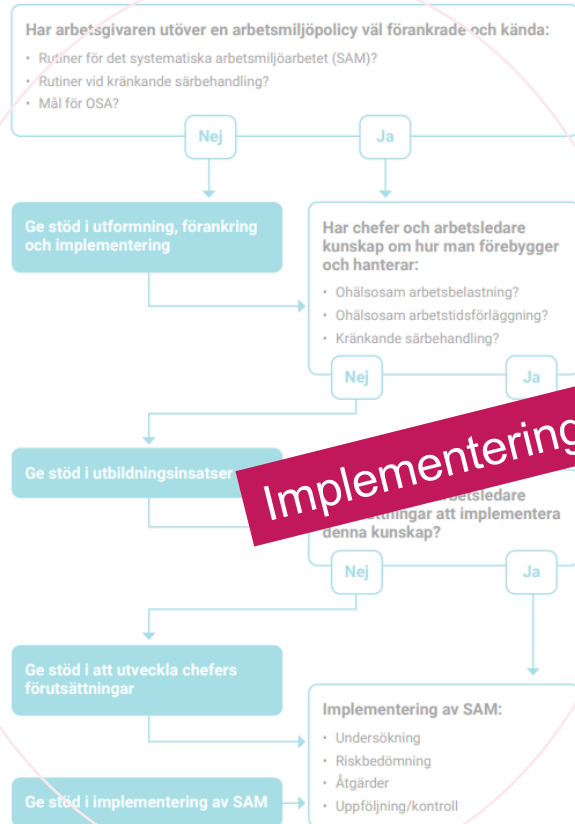 Har arbetsgivaren utöver en arbetsmiljöpolicy väl förankrade och kända:
• Rutiner för det systematiska arbetsmiljöarbetet (SAM)?
• Rutiner vid kränkande särbehandling?
• Mål för OSA?
Nej
Ja
Ge stöd i utformning, förankring
och implementering
Har chefer och arbetsledare
kunskap om hur man förebygger
och hanterar:
• Ohälsosam arbetsbelastning?
• Ohälsosam arbetstidsförläggning?
• Kränkande särbehandling?
Nej
Ja
Implementering
Ge stöd i utbildningsinsatser
att implementera
denna kunskap?
Nej
Ja
Ge stöd i att utveckla chefers
förutsättningar
Implementering av SAM:
• Undersökning
• Riskbedömning
• Åtgärder
• Uppföljning/kontroll
Ge stöd i implementering av SAM